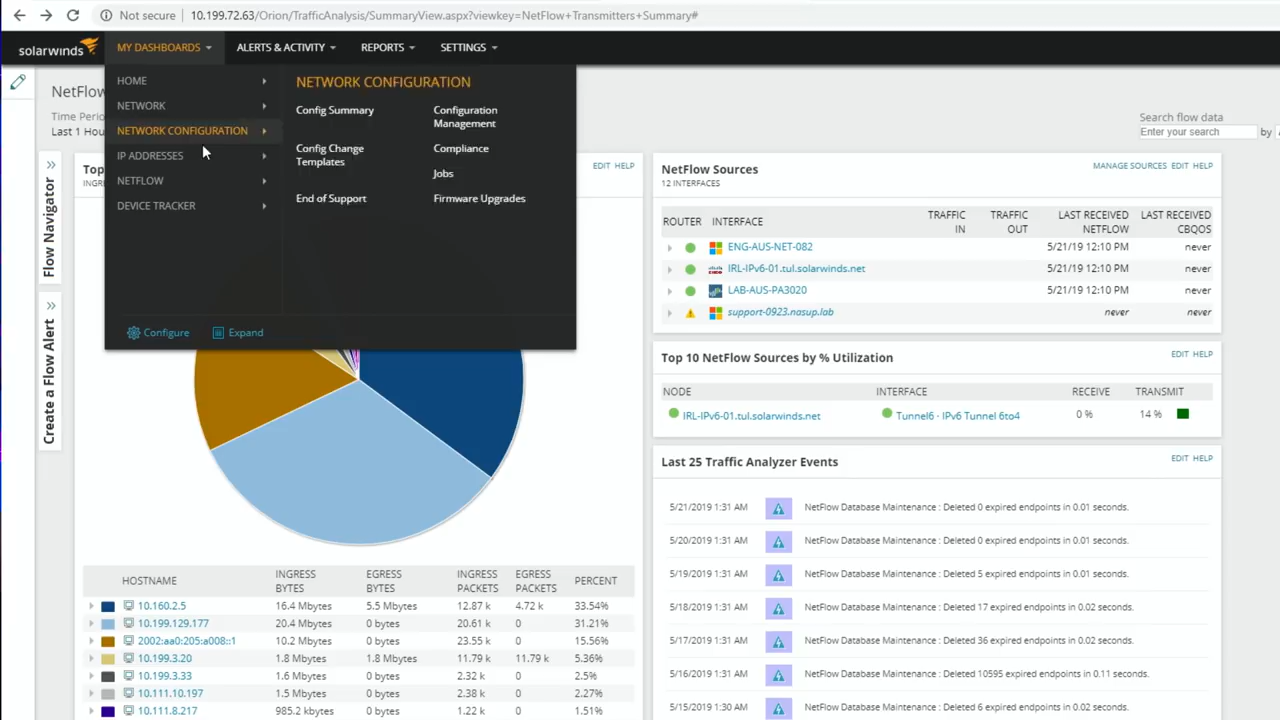 Not secure | 10.199.72.63/Orion/TrafficAnalysis/SummaryView.aspx?viewkey=NetFlow+Transmitters+Summary#
solarwinds
MY DASHBOARDS ALERTS & ACTIVITY REPORTS SETTINGS
HOME
NETWORK
NETWORK CONFIGURATION
IP ADDRESSES
NETFLOW
DEVICE TRACKER
NETWORK CONFIGURATION
Config Summary
Configuration
Management
Config Change
Templates
Compliance
Jobs
End of Support
Firmware Upgrades
Configure Expand
NetFlow
Time Perio
Last 1 Hou
Search flow data
Enter your search by
Flow Navigator
Create a Flow Alert
Top
INGR
EDIT HELP
NetFlow Sources
12 INTERFACES
MANAGE SOURCES EDIT HELP
ROUTER INTERFACE TRAFFIC IN TRAFFIC OUT LAST RECEIVED NETFLOW LAST RECEIVED CBQOS
ENG-AUS-NET-082 5/21/19 12:10 PM never
IRL-IPv6-01.tul.solarwinds.net 5/21/19 12:10 PM never
LAB-AUS-PA3020 5/21/19 12:10 PM never
support-0923.nasup.lab never never
Top 10 NetFlow Sources by % Utilization EDIT HELP
NODE INTERFACE RECEIVE TRANSMIT
IRL-IPv6-01.tul.solarwinds.net Tunnel6 · IPv6 Tunnel 6to4 0 % 14 %
Last 25 Traffic Analyzer Events EDIT HELP
5/21/2019 1:31 AM NetFlow Database Maintenance : Deleted 0 expired endpoints in 0.01 seconds.
5/20/2019 1:31 AM NetFlow Database Maintenance : Deleted 0 expired endpoints in 0.01 seconds.
5/19/2019 1:31 AM NetFlow Database Maintenance : Deleted 5 expired endpoints in 0.01 seconds.
5/18/2019 1:31 AM NetFlow Database Maintenance : Deleted 17 expired endpoints in 0.02 seconds.
5/17/2019 1:31 AM NetFlow Database Maintenance : Deleted 36 expired endpoints in 0.02 seconds.
5/16/2019 1:31 AM NetFlow Database Maintenance : Deleted 10595 expired endpoints in 0.11 seconds.
5/15/2019 1:30 AM NetFlow Database Maintenance : Deleted 6 expired endpoints in 0.02 seconds.
HOSTNAME INGRESS BYTES EGRESS BYTES INGRESS PACKETS EGRESS PACKETS PERCENT
10.160.2.5 16.4 Mbytes 5.5 Mbytes 12.87 k 4.72 k 33.54%
10.199.129.177 20.4 Mbytes 0 bytes 20.61 k 0 31.21%
2002:aa0:205:a008::1 10.2 Mbytes 0 bytes 23.55 k 0 15.56%
10.199.3.20 1.8 Mbytes 1.8 Mbytes 11.79 k 11.79 k 5.36%
10.199.3.33 1.6 Mbytes 0 bytes 2.32 k 0 2.5%
10.111.10.197 1.5 Mbytes 0 bytes 2.38 k 0 2.27%
10.111.8.217 985.2 kbytes 0 bytes 1.22 k 0 1.51%